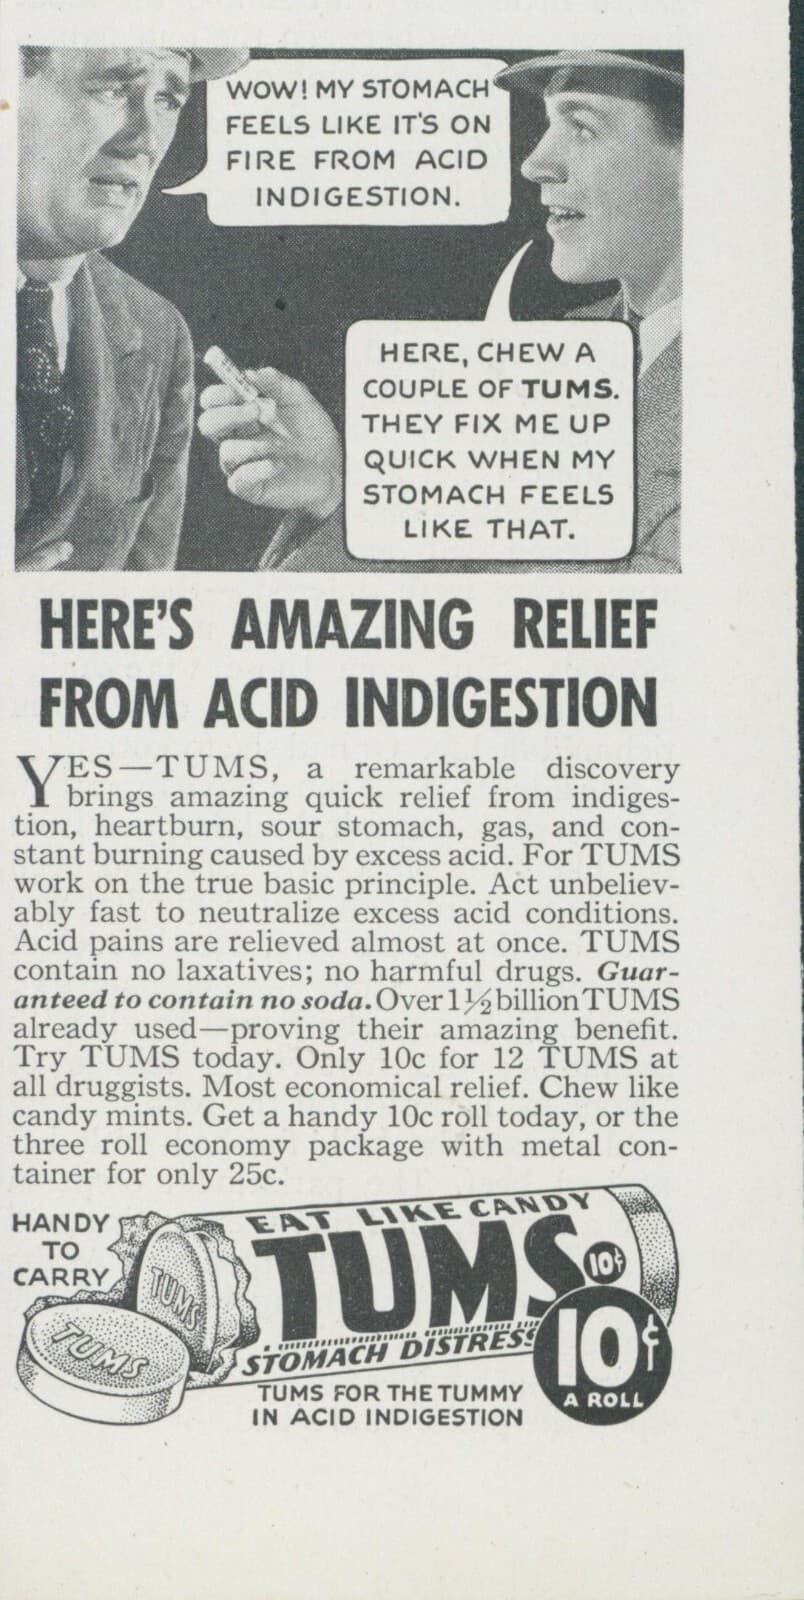 WOW! MY STOMACH
FEELS LIKE IT'S ON
FIRE FROM ACID
INDIGESTION.
HERE, CHEW A
COUPLE OF TUMS.
THEY FIX ME UP
QUICK WHEN MY
STOMACH FEELS
LIKE THAT.
HERE'S AMAZING RELIEF
FROM ACID INDIGESTION
YES—TUMS, a remarkable discovery
brings amazing quick relief from indiges-
tion, heartburn, sour stomach, gas, and con-
stant burning caused by excess acid. For TUMS
work on the true basic principle. Act unbeliev-
ably fast to neutralize excess acid conditions.
Acid pains are relieved almost at once. TUMS
contain no laxatives; no harmful drugs. Guar-
anteed to contain no soda. Over 1½ billion TUMS
already used—proving their amazing benefit.
Try TUMS today. Only 10c for 12 TUMS at
all druggists. Most economical relief. Chew like
candy mints. Get a handy 10c roll today, or the
three roll economy package with metal con-
tainer for only 25c.
HANDY
TO
CARRY
EAT LIKE CANDY
TUMS
10¢
STOMACH DISTRESS
TUMS
TUMS
10¢
A ROLL
TUMS FOR THE TUMMY
IN ACID INDIGESTION